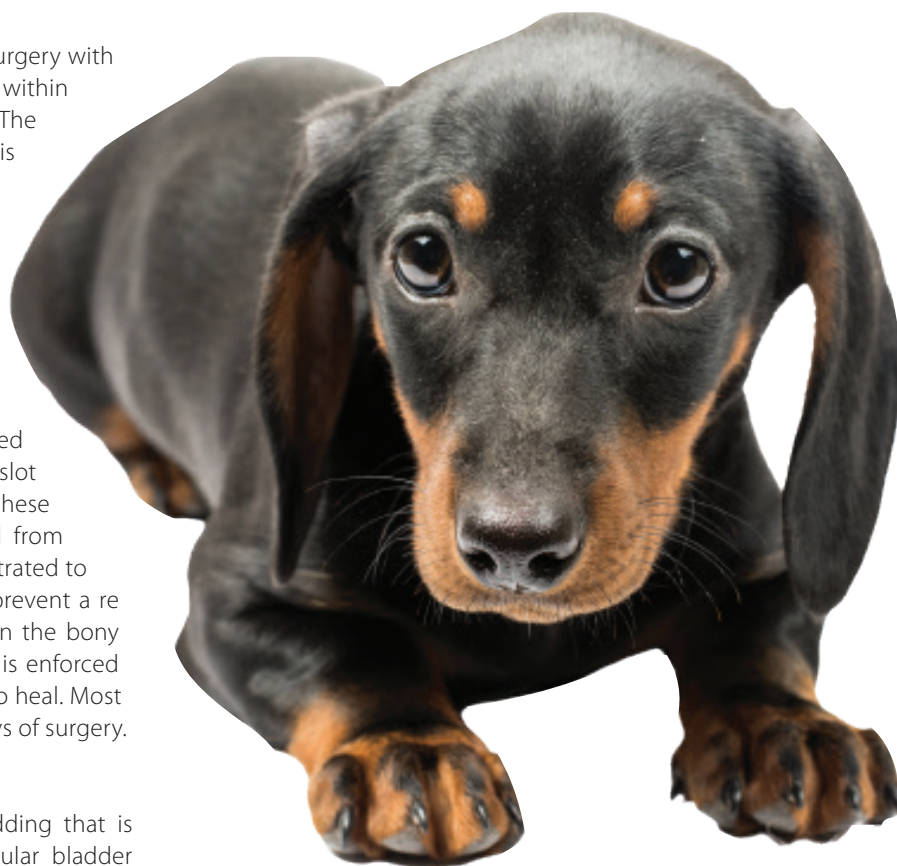 urgery with
within
The
is
ed
slot
hese
from
trated to
prevent a re
n the bony
is enforced
o heal. Most
ys of surgery.
dding that is
ular bladder